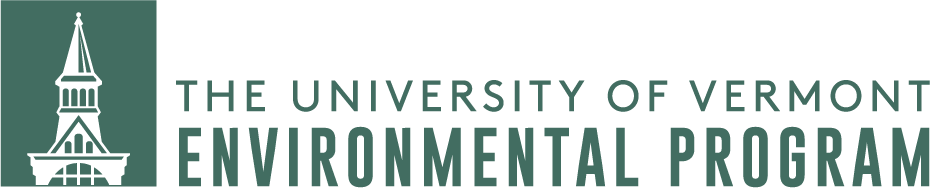 THE UNIVERSITY OF VERMONT
ENVIRONMENTAL PROGRAM